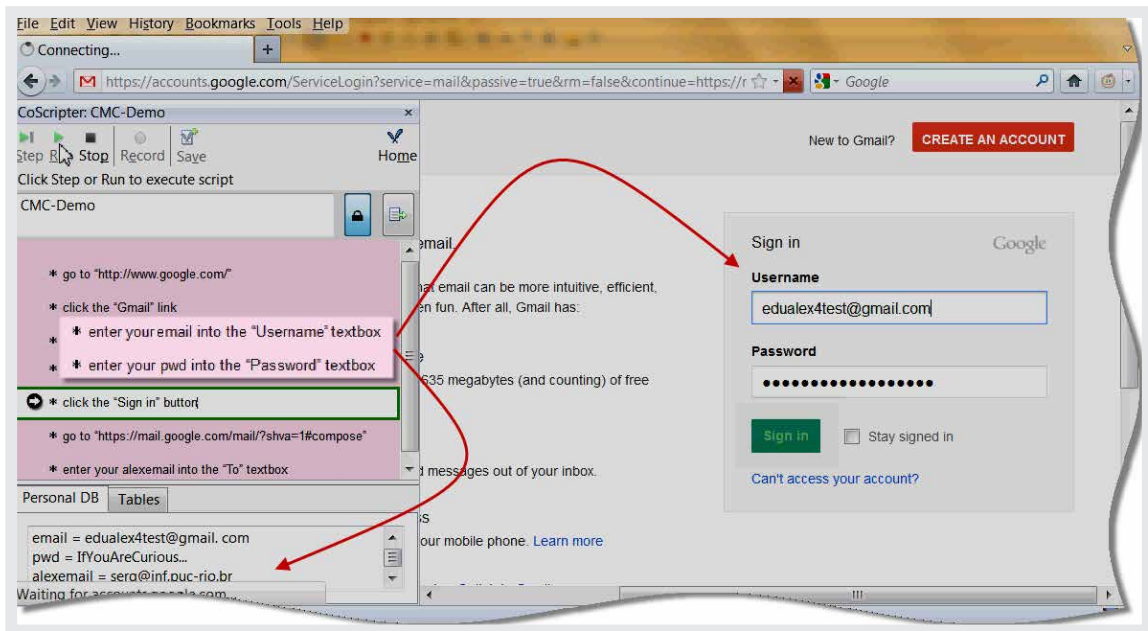 File Edit View History Bookmarks Tools Help
Connecting...
+
https://accounts.google.com/ServiceLogin?service=mail&passive=true&rm=false&continue=https://r
Google
CoScripter: CMC-Demo
×
Step R Stop Record Save
Home
Click Step or Run to execute script
CMC-Demo
* go to "http://www.google.com/"
* click the "Gmail" link
* enter your email into the "Username" textbox
* enter your pwd into the "Password" textbox
* click the "Sign in" button
* go to "https://mail.google.com/mail/?shva=1#compose"
* enter your alexemail into the "To" textbox
Personal DB Tables
email = edualex4test@gmail. com
pwd = IfYouAreCurious...
alexemail = serg@inf.puc-rio.br
Waiting for accounts.google.com...
New to Gmail? CREATE AN ACCOUNT
email.
email can be more intuitive, efficient,
fun. After all, Gmail has:
635 megabytes (and counting) of free
messages out of your inbox.
our mobile phone. Learn more
Sign in Google
Username
edualex4test@gmail.com
Password
••••••••••••••••••
Sign in Stay signed in
Can't access your account?